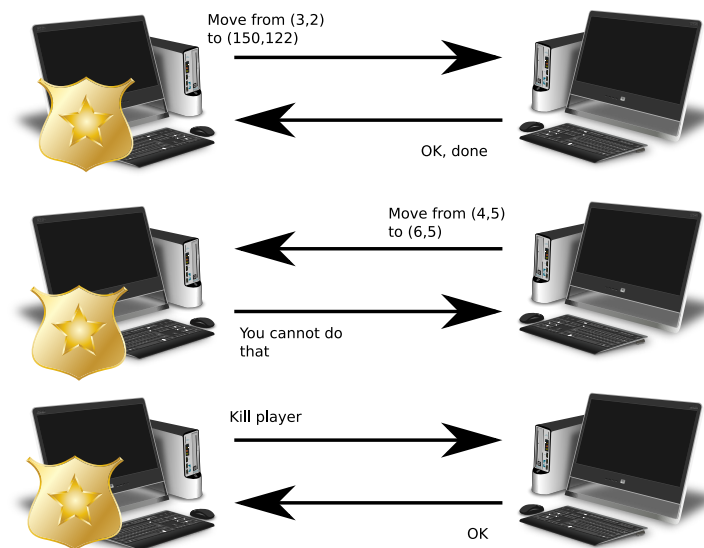 Move from (3,2)
to (150,122)
OK, done
Move from (4,5)
to (6,5)
You cannot do
that
Kill player
OK